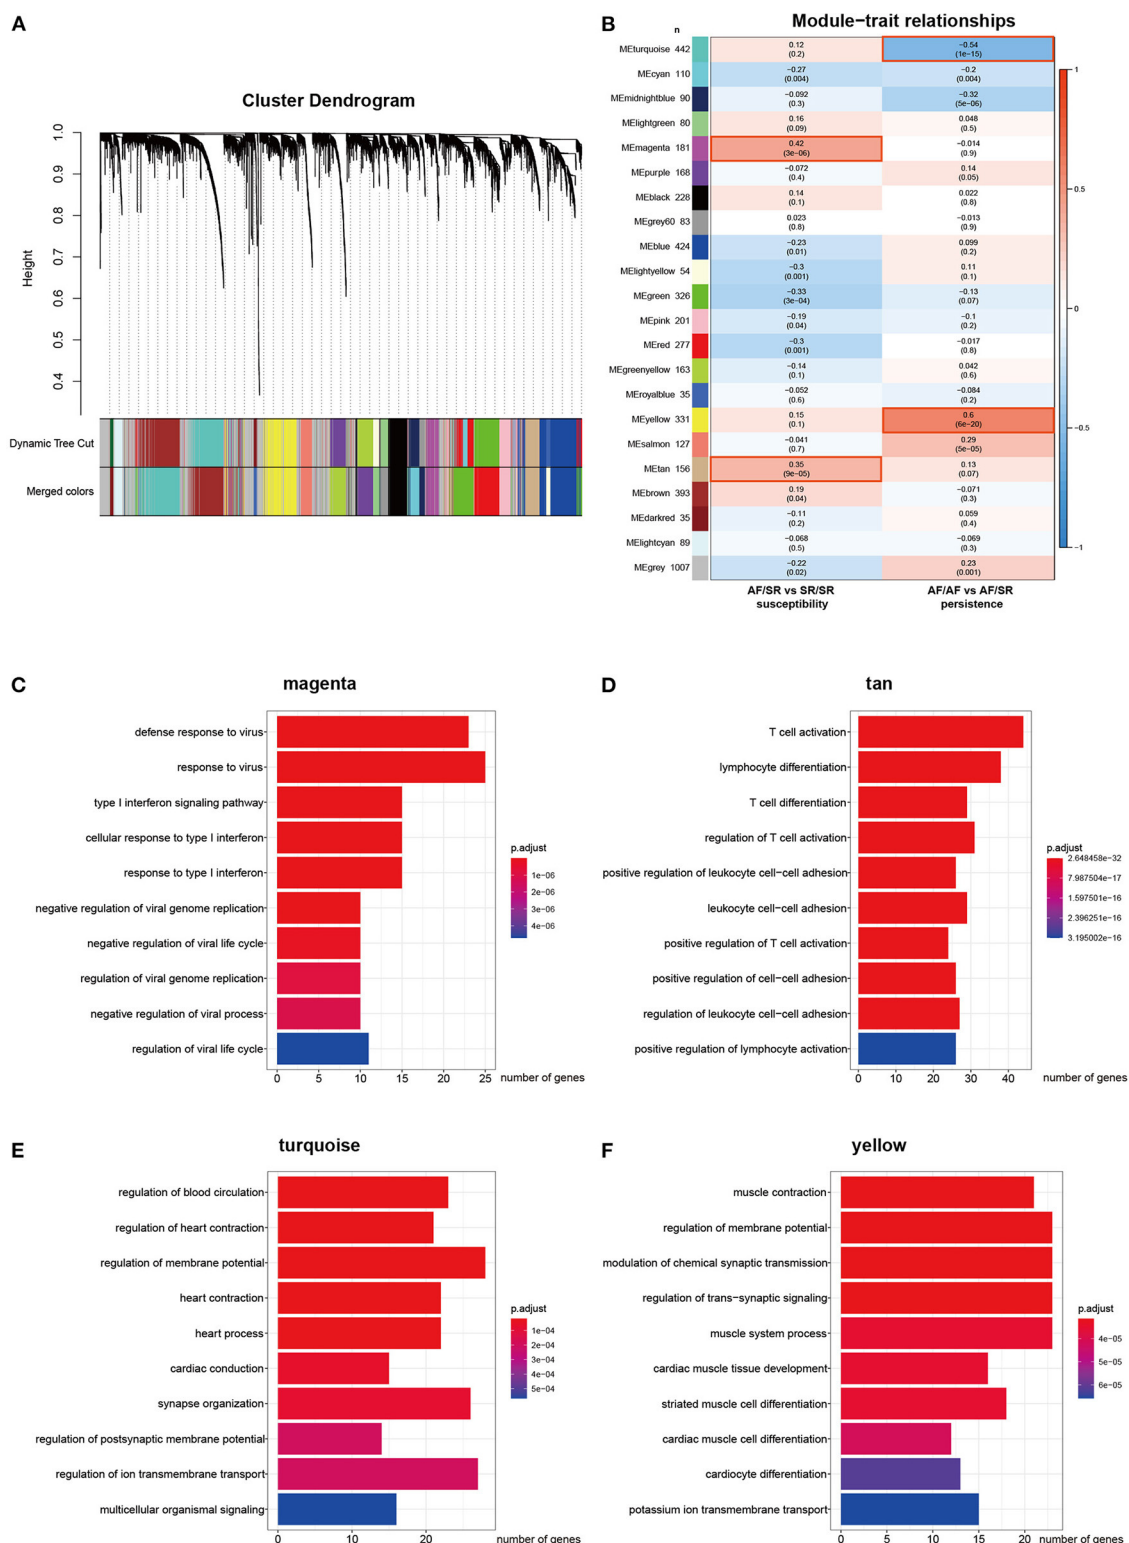 A
Cluster Dendrogram
Height
1.0
0.9
0.8
0.7
0.6
0.5
0.4
Dynamic Tree Cut
Merged colors
B
Module−trait relationships
n
MEturquoise 442 0.12 (0.2) −0.54 (1e−15)
MEcyan 110 −0.27 (0.004) −0.2 (0.004)
MEmidnightblue 90 −0.092 (0.3) −0.32 (5e−06)
MElightgreen 80 0.16 (0.09) 0.048 (0.5)
MEmagenta 181 0.42 (3e−06) −0.014 (0.9)
MEpurple 168 −0.072 (0.4) 0.14 (0.05)
MEblack 228 0.14 (0.1) 0.022 (0.8)
MEgrey60 83 0.023 (0.8) −0.013 (0.9)
MEblue 424 −0.23 (0.01) 0.099 (0.2)
MElightyellow 54 −0.3 (0.001) 0.11 (0.1)
MEgreen 326 −0.33 (3e−04) −0.13 (0.07)
MEpink 201 −0.19 (0.04) −0.1 (0.2)
MEred 277 −0.3 (0.001) −0.017 (0.8)
MEgreenyellow 163 −0.14 (0.1) 0.042 (0.6)
MEroyalblue 35 −0.052 (0.6) −0.084 (0.2)
MEyellow 331 0.15 (0.1) 0.6 (6e−20)
MEsalmon 127 −0.041 (0.7) 0.29 (5e−05)
MEtan 156 0.35 (9e−05) 0.13 (0.07)
MEbrown 393 0.19 (0.04) −0.071 (0.3)
MEdarkred 35 −0.11 (0.2) 0.059 (0.4)
MElightcyan 89 −0.068 (0.5) −0.069 (0.3)
MEgrey 1007 −0.22 (0.02) 0.23 (0.001)
AF/SR vs SR/SR susceptibility
AF/AF vs AF/SR persistence
1
0.5
0
−0.5
−1
C
magenta
defense response to virus
response to virus
type I interferon signaling pathway
cellular response to type I interferon
response to type I interferon
negative regulation of viral genome replication
negative regulation of viral life cycle
regulation of viral genome replication
negative regulation of viral process
regulation of viral life cycle
0 5 10 15 20 25 number of genes
p.adjust
1e−06
2e−06
3e−06
4e−06
D
tan
T cell activation
lymphocyte differentiation
T cell differentiation
regulation of T cell activation
positive regulation of leukocyte cell−cell adhesion
leukocyte cell−cell adhesion
positive regulation of T cell activation
positive regulation of cell−cell adhesion
regulation of leukocyte cell−cell adhesion
positive regulation of lymphocyte activation
0 10 20 30 40 number of genes
p.adjust
2.648458e−32
7.987504e−17
1.597501e−16
2.396251e−16
3.195002e−16
E
turquoise
regulation of blood circulation
regulation of heart contraction
regulation of membrane potential
heart contraction
heart process
cardiac conduction
synapse organization
regulation of postsynaptic membrane potential
regulation of ion transmembrane transport
multicellular organismal signaling
0 10 20 number of genes
p.adjust
1e−04
2e−04
3e−04
4e−04
5e−04
F
yellow
muscle contraction
regulation of membrane potential
modulation of chemical synaptic transmission
regulation of trans−synaptic signaling
muscle system process
cardiac muscle tissue development
striated muscle cell differentiation
cardiac muscle cell differentiation
cardiocyte differentiation
potassium ion transmembrane transport
0 5 10 15 20 number of genes
p.adjust
4e−05
5e−05
6e−05